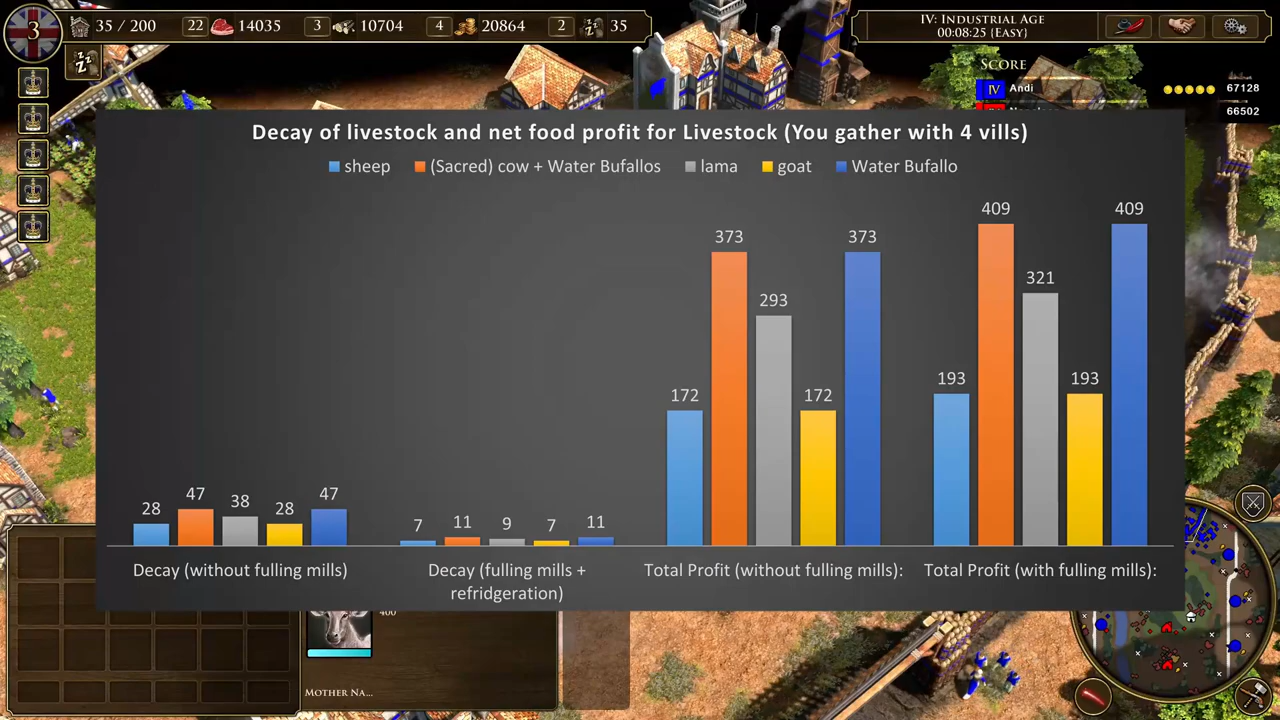 3
35 / 200
22
14035
3
10704
4
20864
2
35
IV: Industrial Age
00:08:25 {Easy}
Score
IV
Andi
67128
66502
Decay of livestock and net food profit for Livestock (You gather with 4 vills)
sheep
(Sacred) cow + Water Bufallos
lama
goat
Water Bufallo
28
47
38
28
47
7
11
9
7
11
172
373
293
172
373
193
409
321
193
409
Decay (without fulling mills)
Decay (fulling mills +
refridgeration)
Total Profit (without fulling mills):
Total Profit (with fulling mills):
400
Mother Na...